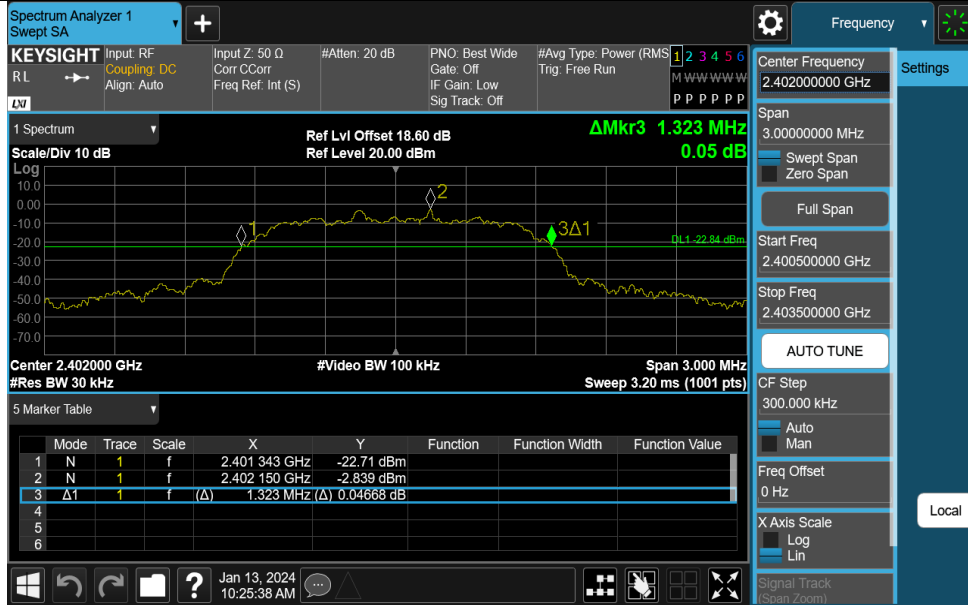 Spectrum Analyzer 1
Swept SA
Frequency
KEYSIGHT
R L
LXI
Input: RF
Coupling: DC
Align: Auto
Input Z: 50 Ω
Corr CCorr
Freq Ref: Int (S)
#Atten: 20 dB
PNO: Best Wide
Gate: Off
IF Gain: Low
Sig Track: Off
#Avg Type: Power (RMS
Trig: Free Run
1 2 3 4 5 6
M W W W W W
P P P P P P
1 Spectrum
Scale/Div 10 dB
Ref Lvl Offset 18.60 dB
Ref Level 20.00 dBm
ΔMkr3 1.323 MHz
0.05 dB
Log
10.0
0.00
-10.0
-20.0
-30.0
-40.0
-50.0
-60.0
-70.0
1
2
3Δ1
DL1 -22.84 dBm
Center 2.402000 GHz
#Video BW 100 kHz
Span 3.000 MHz
#Res BW 30 kHz
Sweep 3.20 ms (1001 pts)
5 Marker Table
Mode Trace Scale X Y Function Function Width Function Value
1 N 1 f 2.401 343 GHz -22.71 dBm
2 N 1 f 2.402 150 GHz -2.839 dBm
3 Δ1 1 f (Δ) 1.323 MHz (Δ) 0.04668 dB
4
5
6
Jan 13, 2024
10:25:38 AM
Center Frequency
2.402000000 GHz
Settings
Span
3.00000000 MHz
Swept Span
Zero Span
Full Span
Start Freq
2.400500000 GHz
Stop Freq
2.403500000 GHz
AUTO TUNE
CF Step
300.000 kHz
Auto
Man
Freq Offset
0 Hz
Local
X Axis Scale
Log
Lin
Signal Track
(Span Zoom)